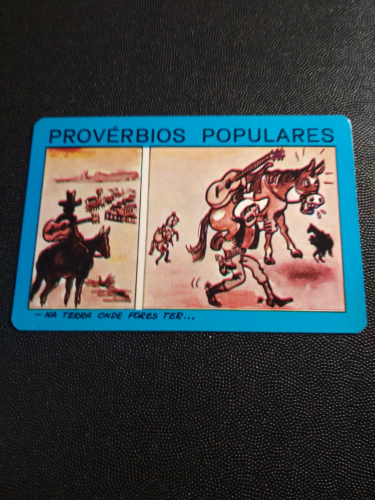 PROVÉRBIOS POPULARES
— NA TERRA ONDE FORES TER...